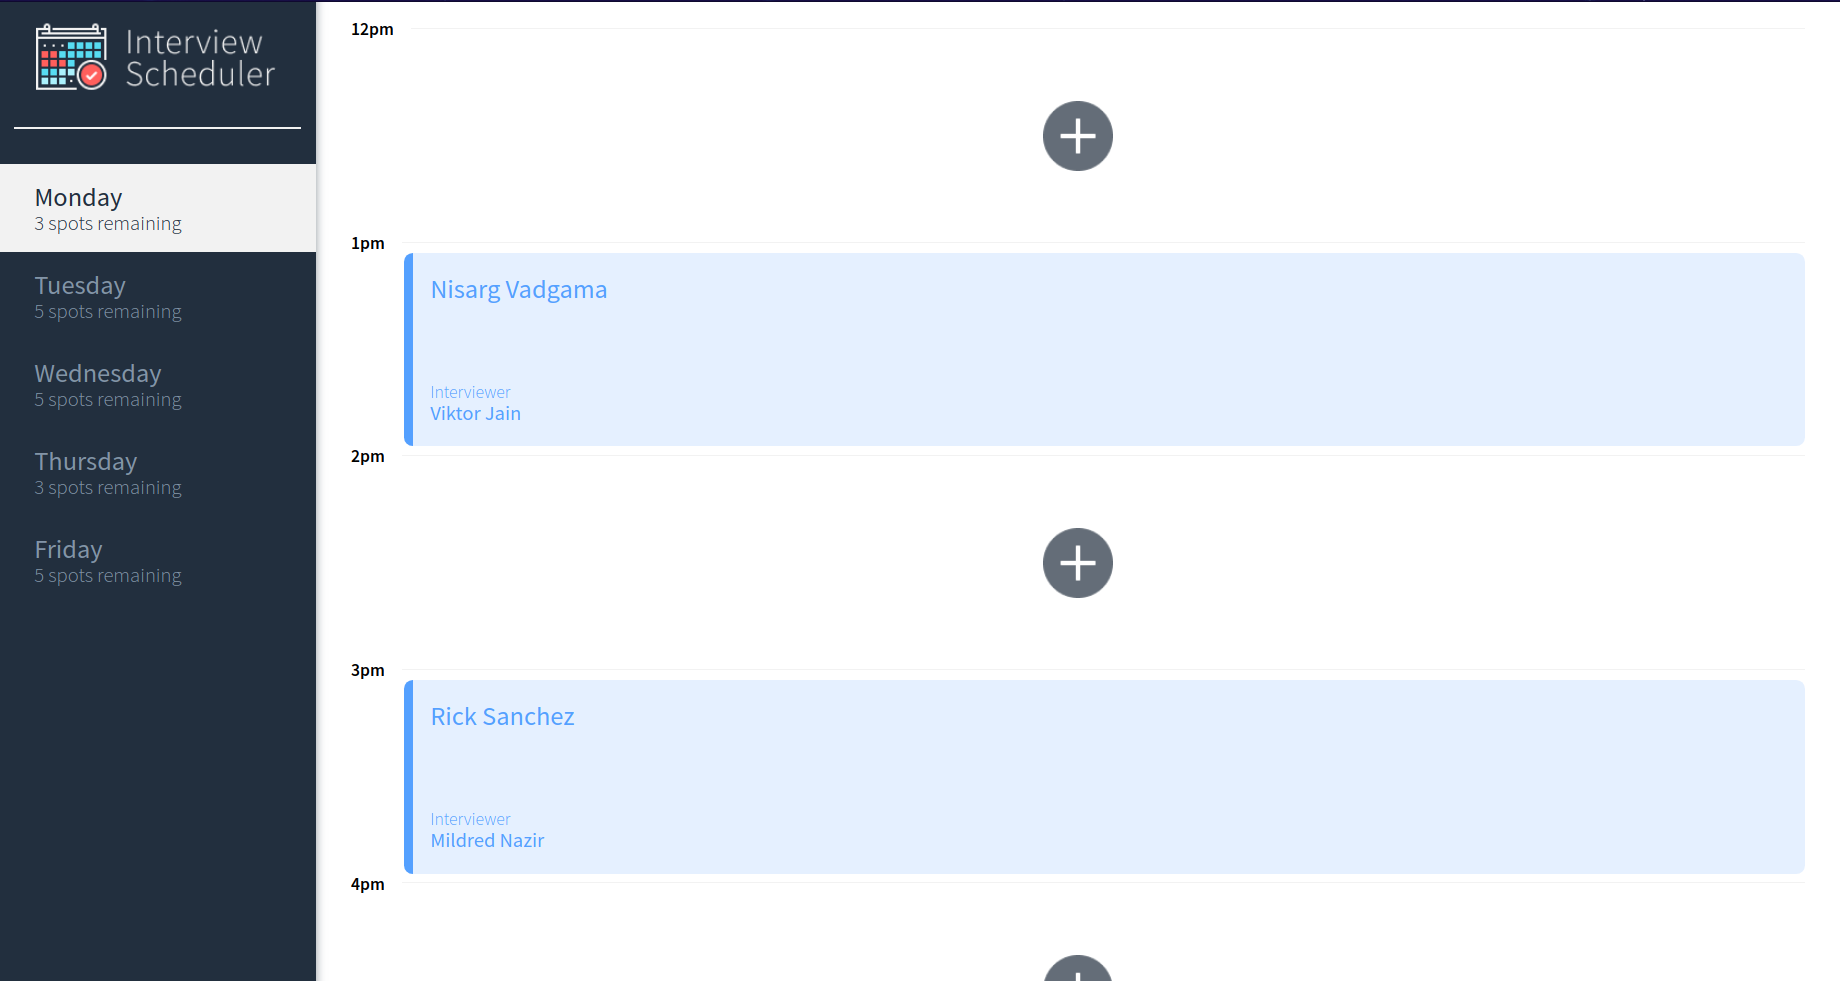 Interview
Scheduler
Monday
3 spots remaining
Tuesday
5 spots remaining
Wednesday
5 spots remaining
Thursday
3 spots remaining
Friday
5 spots remaining
12pm
1pm
Nisarg Vadgama
Interviewer
Viktor Jain
2pm
3pm
Rick Sanchez
Interviewer
Mildred Nazir
4pm